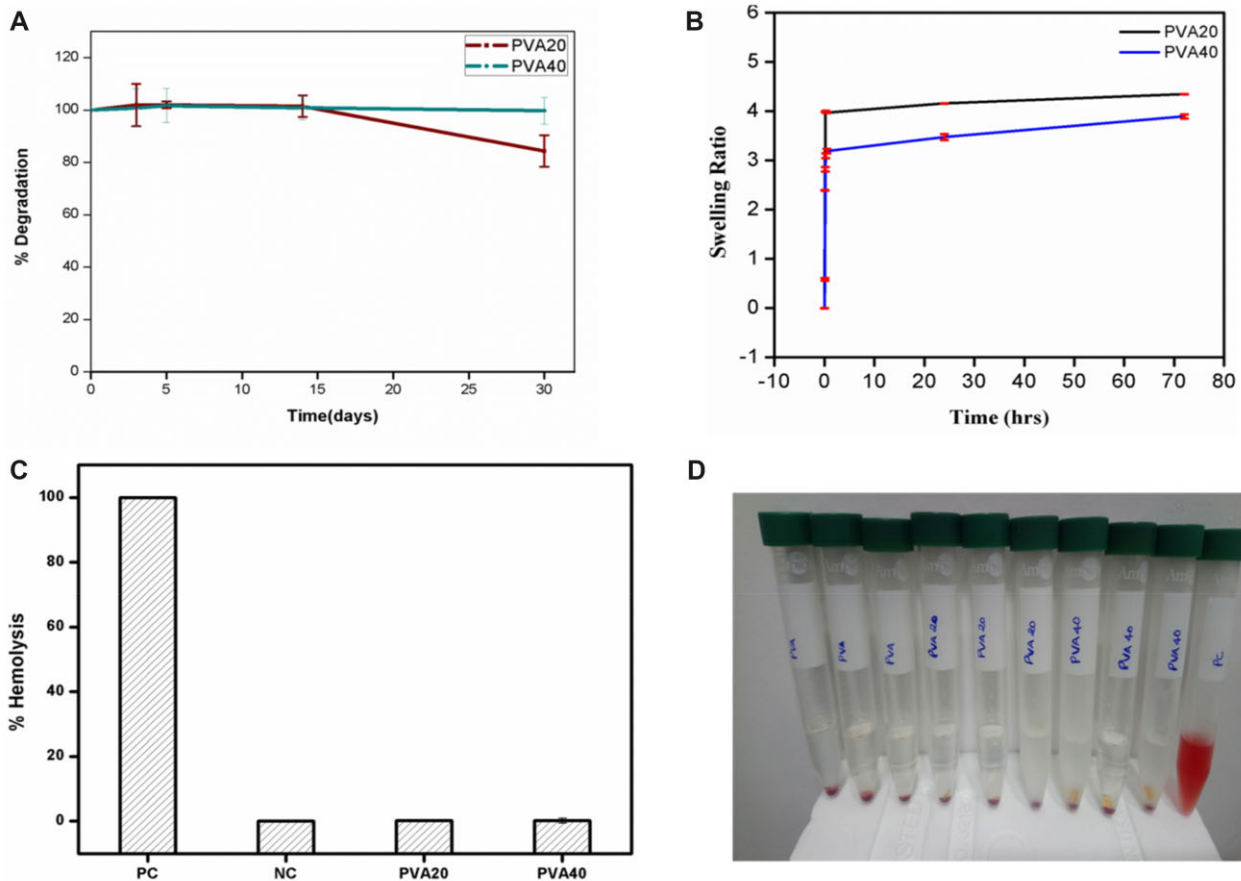 A
120
100
80
60
40
20
0
% Degradation
0 5 10 15 20 25 30
Time(days)
PVA20
PVA40
B
6
5
4
3
2
1
0
-1
Swelling Ratio
-10 0 10 20 30 40 50 60 70 80
Time (hrs)
PVA20
PVA40
C
100
80
60
40
20
0
% Hemolysis
PC NC PVA20 PVA40
D
PVA
PVA
PVA
PVA 20
PVA 20
PVA 20
PVA 40
PVA 40
PVA 40
PC